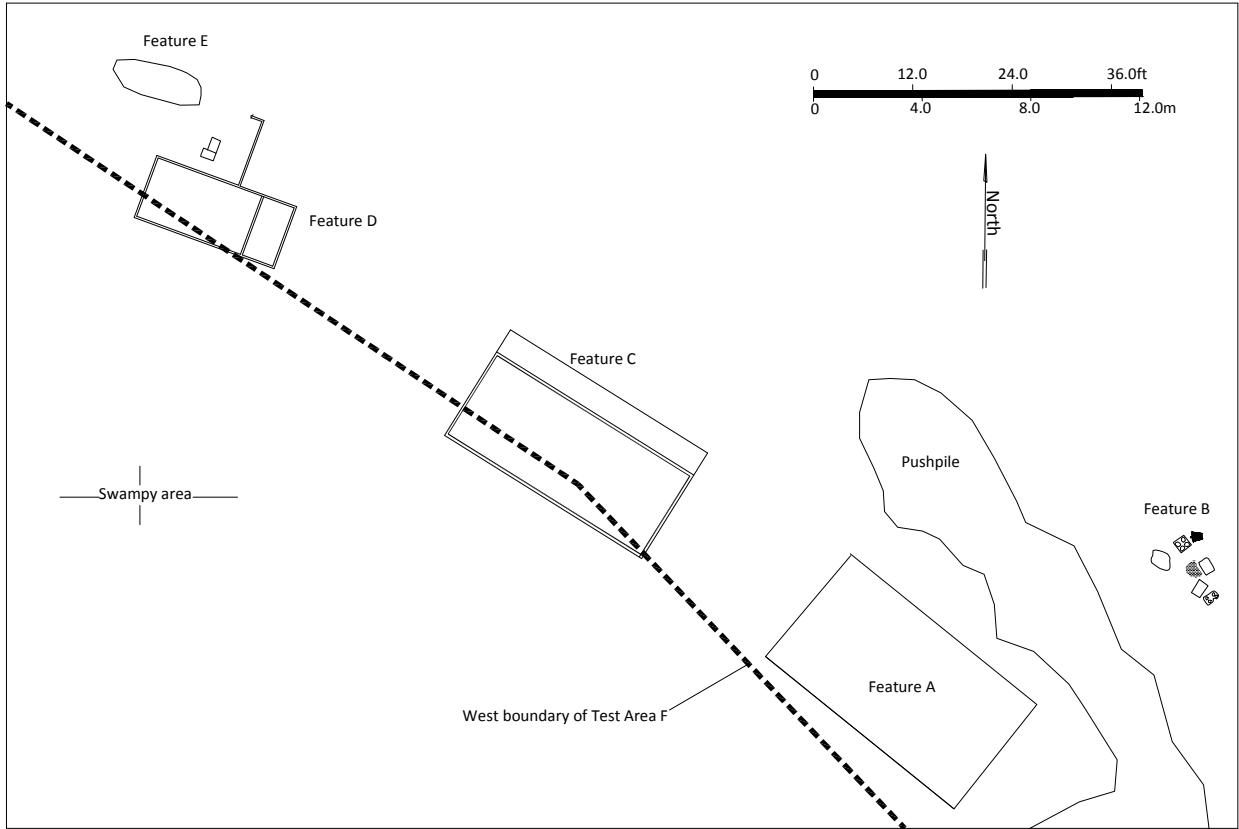 Feature E
0 12.0 24.0 36.0ft
0 4.0 8.0 12.0m
North
Feature D
Feature C
Pushpile
Swampy area
Feature B
Feature A
West boundary of Test Area F